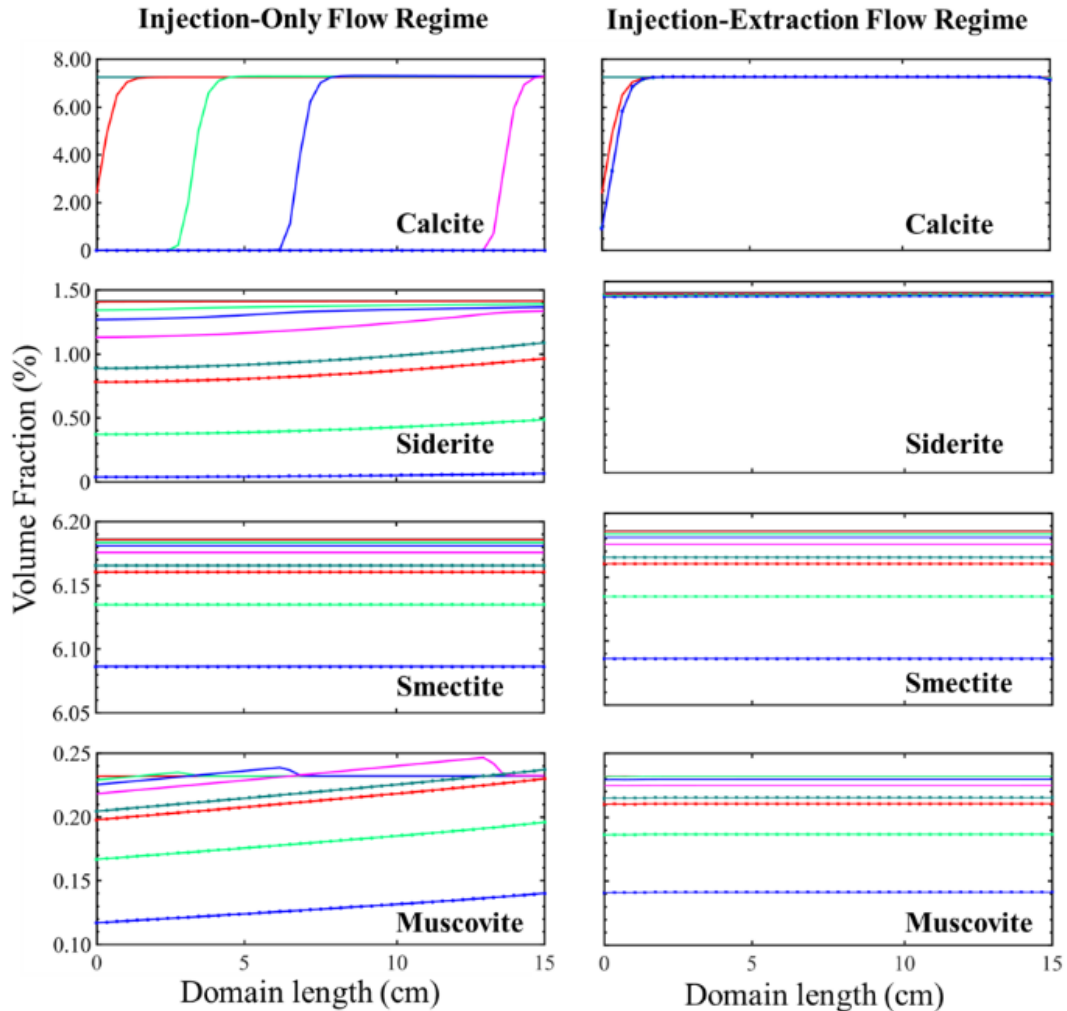 Injection-Only Flow Regime
Injection-Extraction Flow Regime
Volume Fraction (%)
8.00
6.00
4.00
2.00
0
Calcite
Calcite
1.50
1.00
0.50
0
Siderite
Siderite
6.20
6.15
6.10
6.05
Smectite
Smectite
0.25
0.20
0.15
0.10
Muscovite
Muscovite
0 5 10 15
0 5 10 15
Domain length (cm)
Domain length (cm)